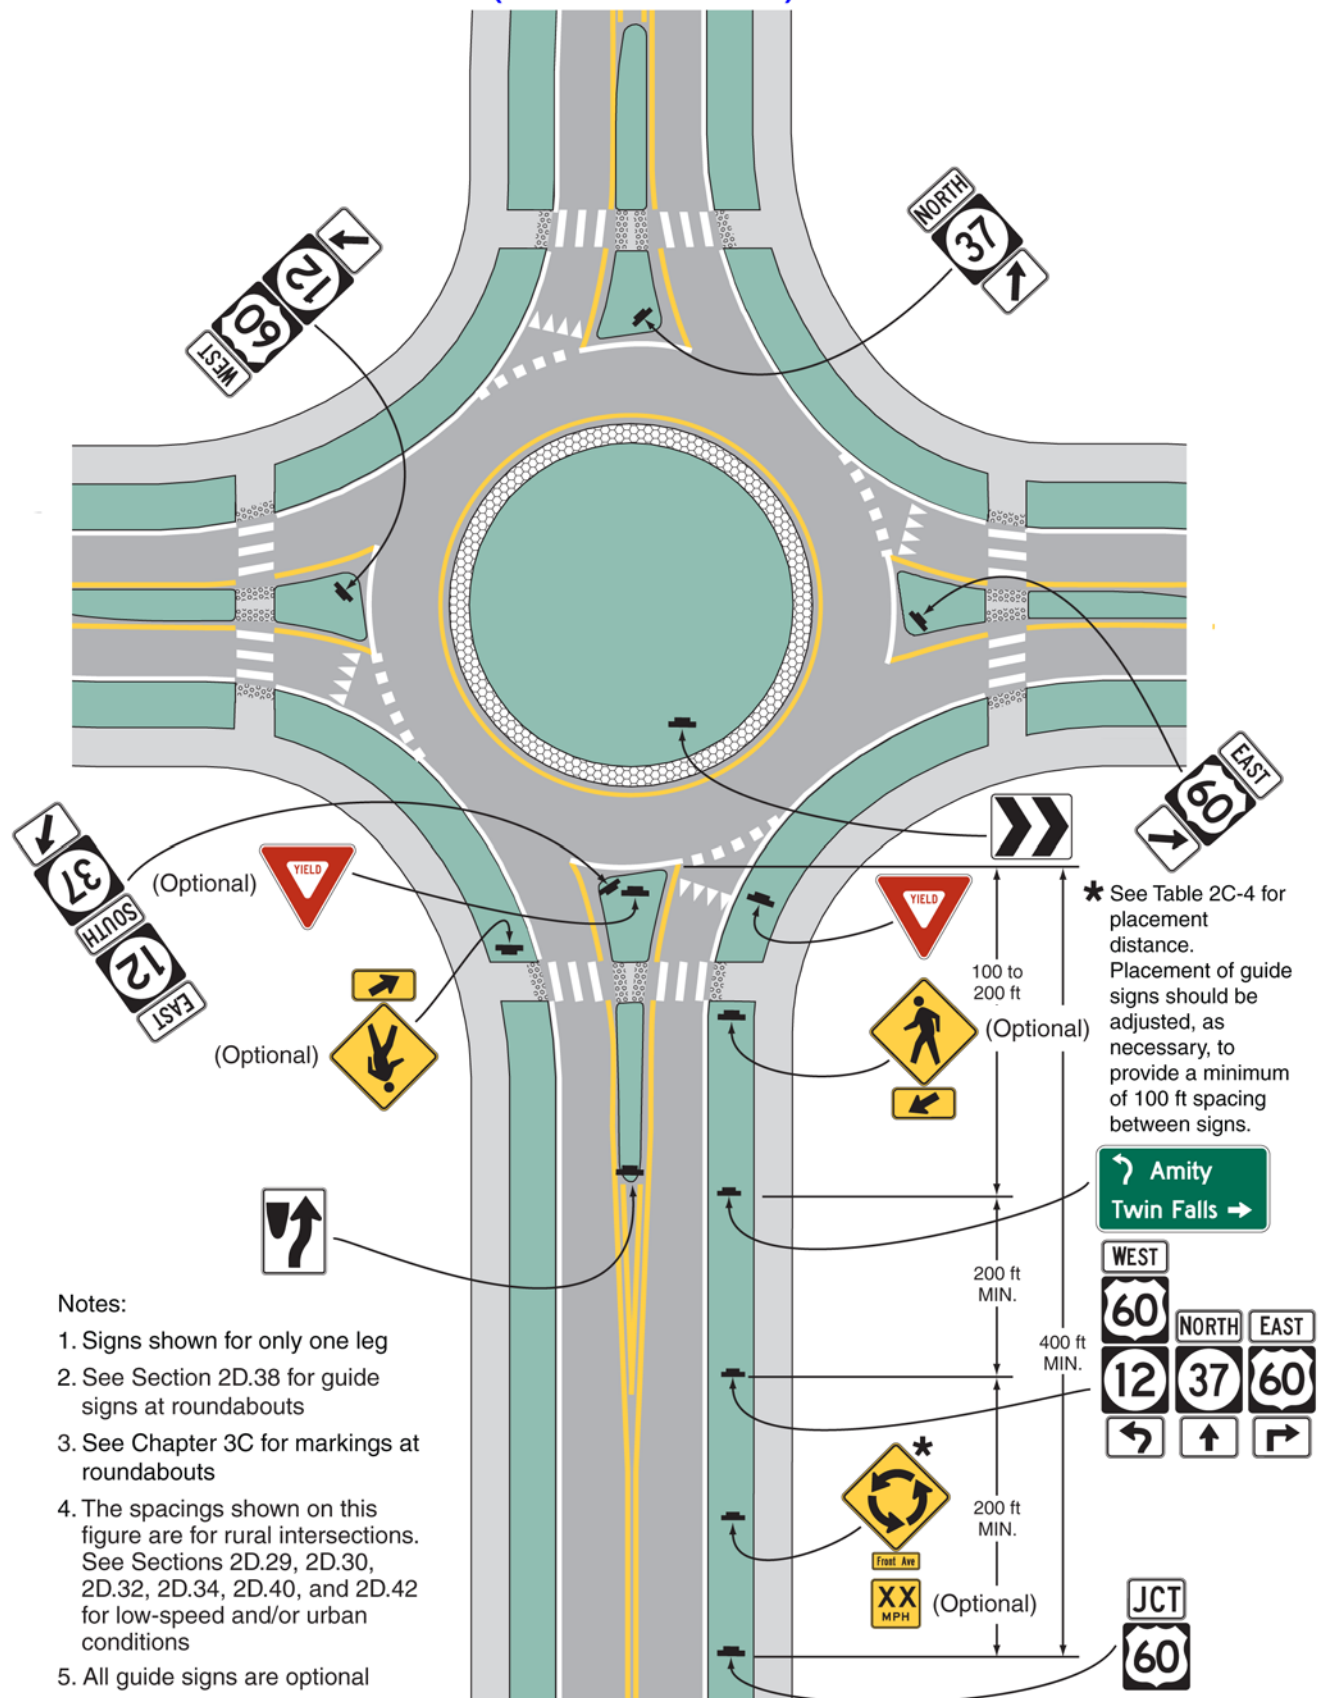 NORTH
37
12
60
WEST
EAST
60
37
SOUTH
12
EAST
(Optional)
YIELD
YIELD
(Optional)
100 to
200 ft
(Optional)
* See Table 2C-4 for
placement
distance.
Placement of guide
signs should be
adjusted, as
necessary, to
provide a minimum
of 100 ft spacing
between signs.
Amity
Twin Falls
200 ft
MIN.
400 ft
MIN.
WEST
60
NORTH EAST
12 37 60
*
Front Ave
XX
MPH
(Optional)
200 ft
MIN.
JCT
60
Notes:
1. Signs shown for only one leg
2. See Section 2D.38 for guide
signs at roundabouts
3. See Chapter 3C for markings at
roundabouts
4. The spacings shown on this
figure are for rural intersections.
See Sections 2D.29, 2D.30,
2D.32, 2D.34, 2D.40, and 2D.42
for low-speed and/or urban
conditions
5. All guide signs are optional